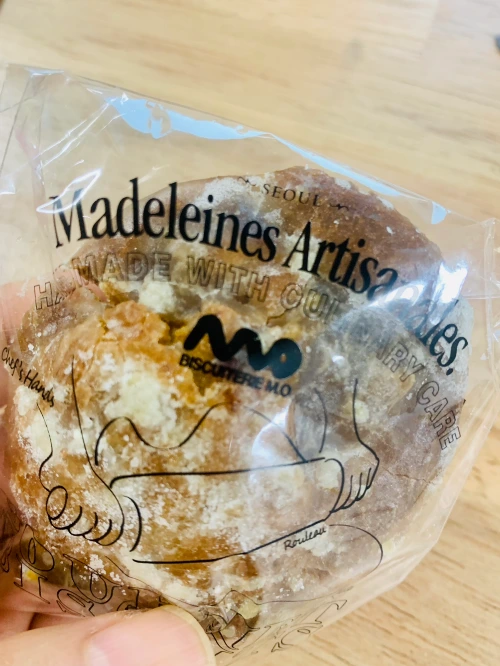 SEOUL
Madeleines Artisanales.
HANDMADE WITH CULINARY CARE
BISCUITERIE M.O
Chef's Hands
Rouleau